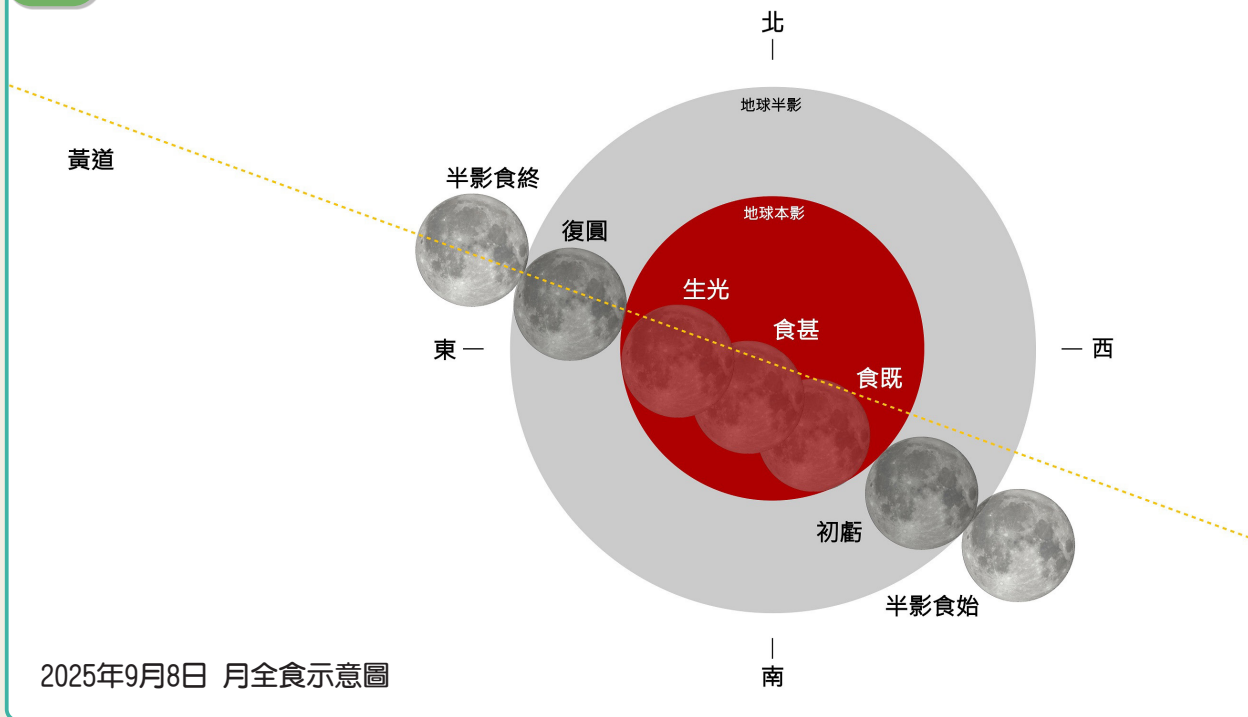 北
地球半影
黃道
半影食終
地球本影
復圓
生光
食甚
東
西
食既
初虧
半影食始
南
2025年9月8日 月全食示意圖